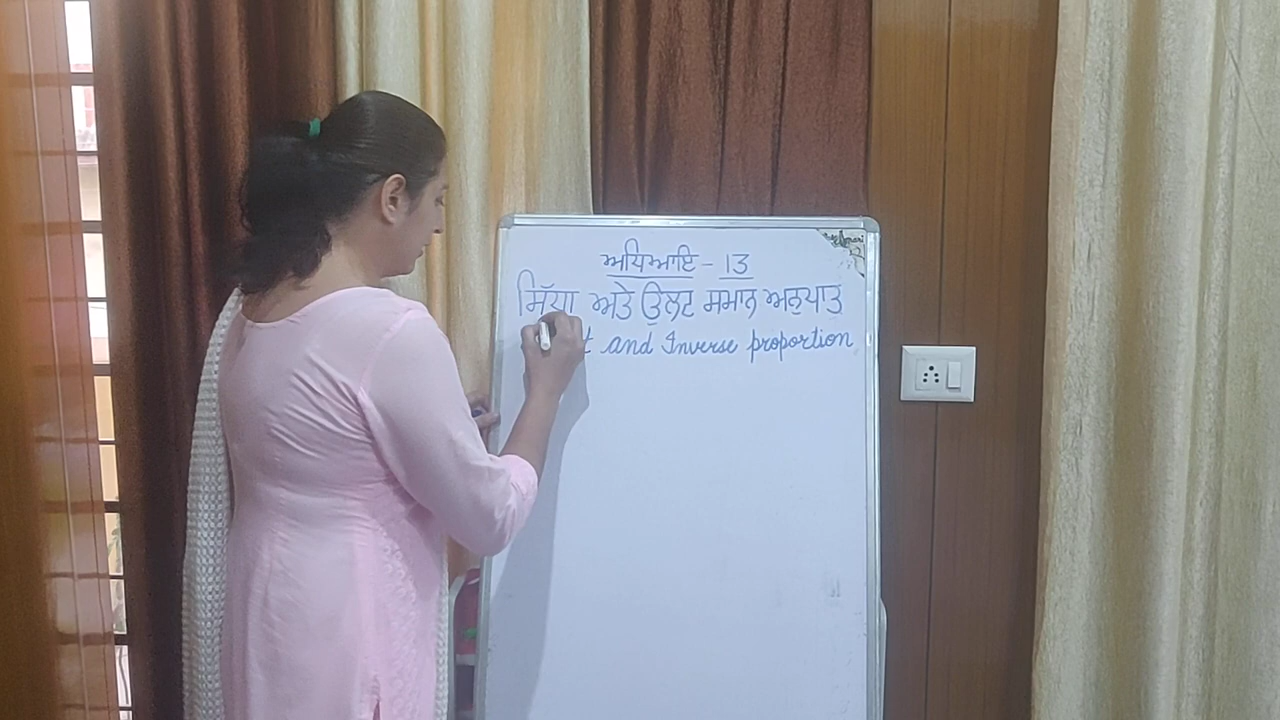 ਅਧਿਆਇ - 13
ਸਿੱਧਾ ਅਤੇ ਉਲਟ ਸਮਾਨ ਅਨੁਪਾਤ
and Inverse proportion